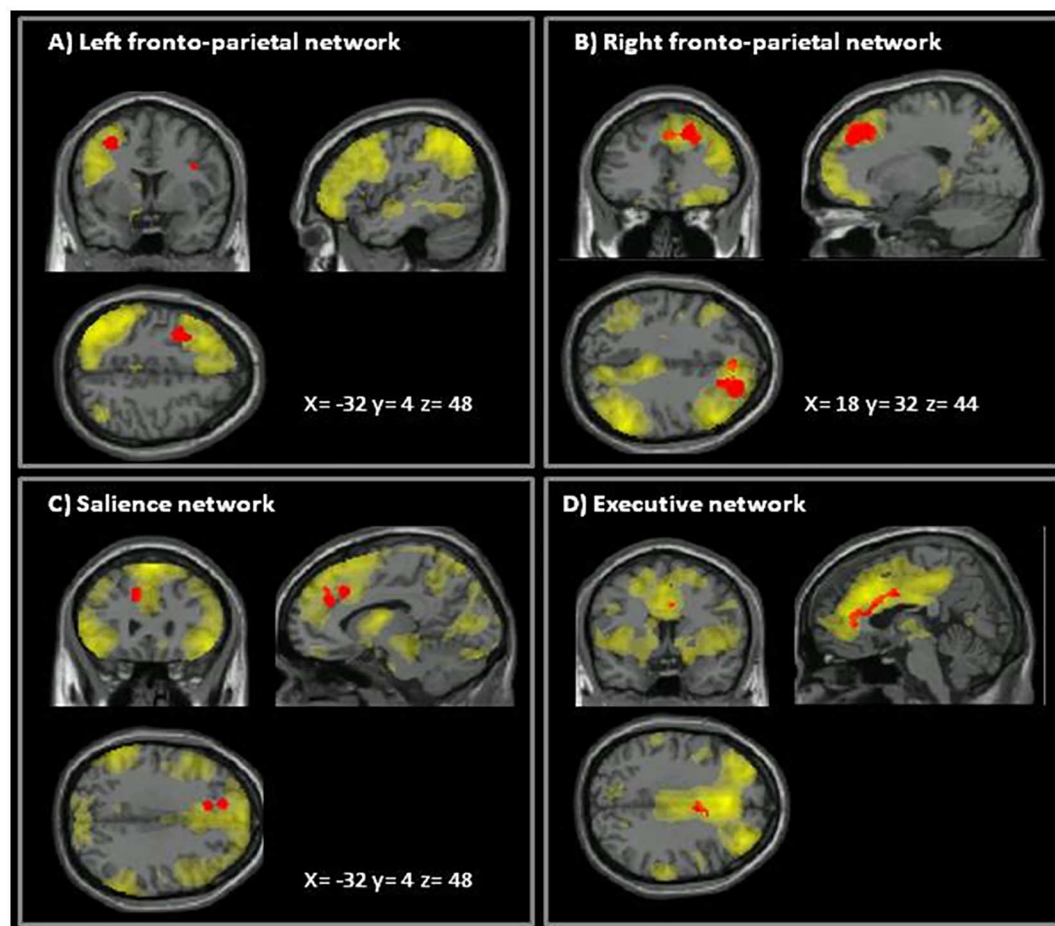 A) Left fronto-parietal network
B) Right fronto-parietal network
X= -32 y= 4 z= 48
X= 18 y= 32 z= 44
C) Salience network
D) Executive network
X= -32 y= 4 z= 48